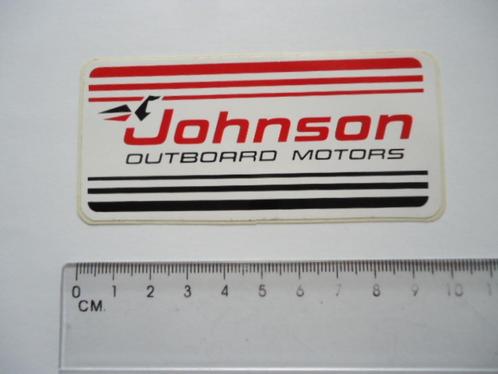 Johnson
OUTBOARD MOTORS
0 1 2 3 4 5 6 7 8 9 10
CM.